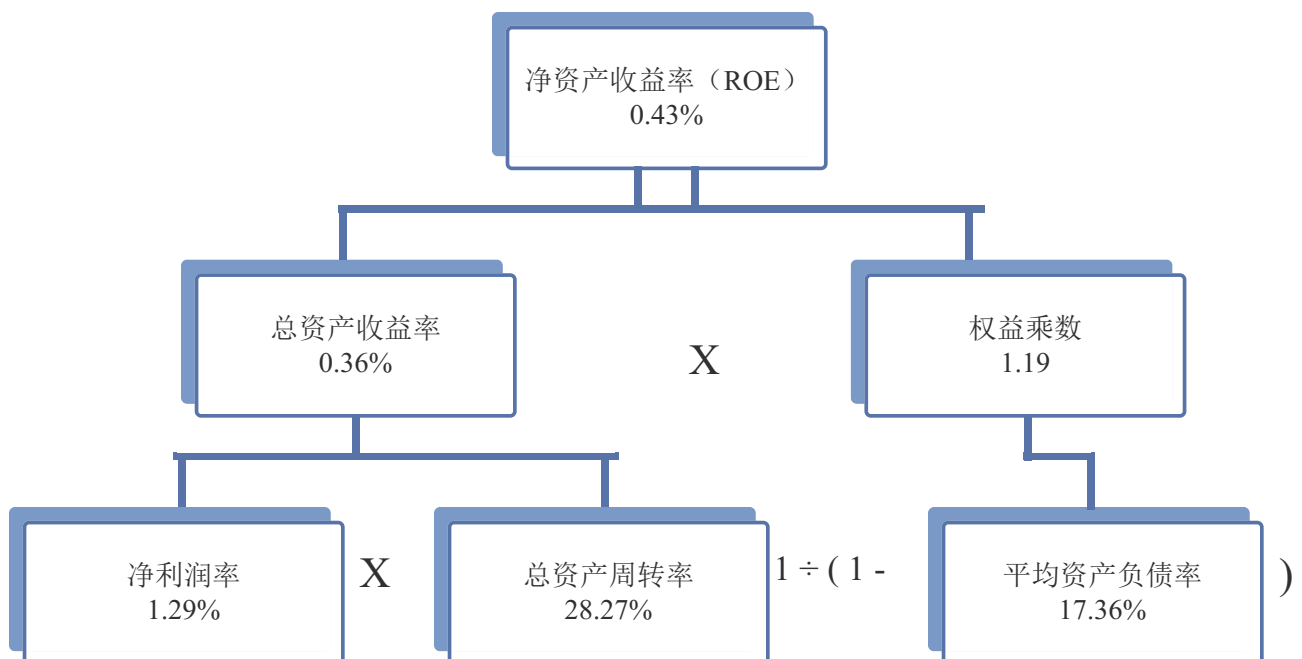 净资产收益率（ROE）
0.43%
总资产收益率
0.36%
X
权益乘数
1.19
净利润率
1.29%
X
总资产周转率
28.27%
1 ÷ ( 1 -
平均资产负债率
17.36%
)